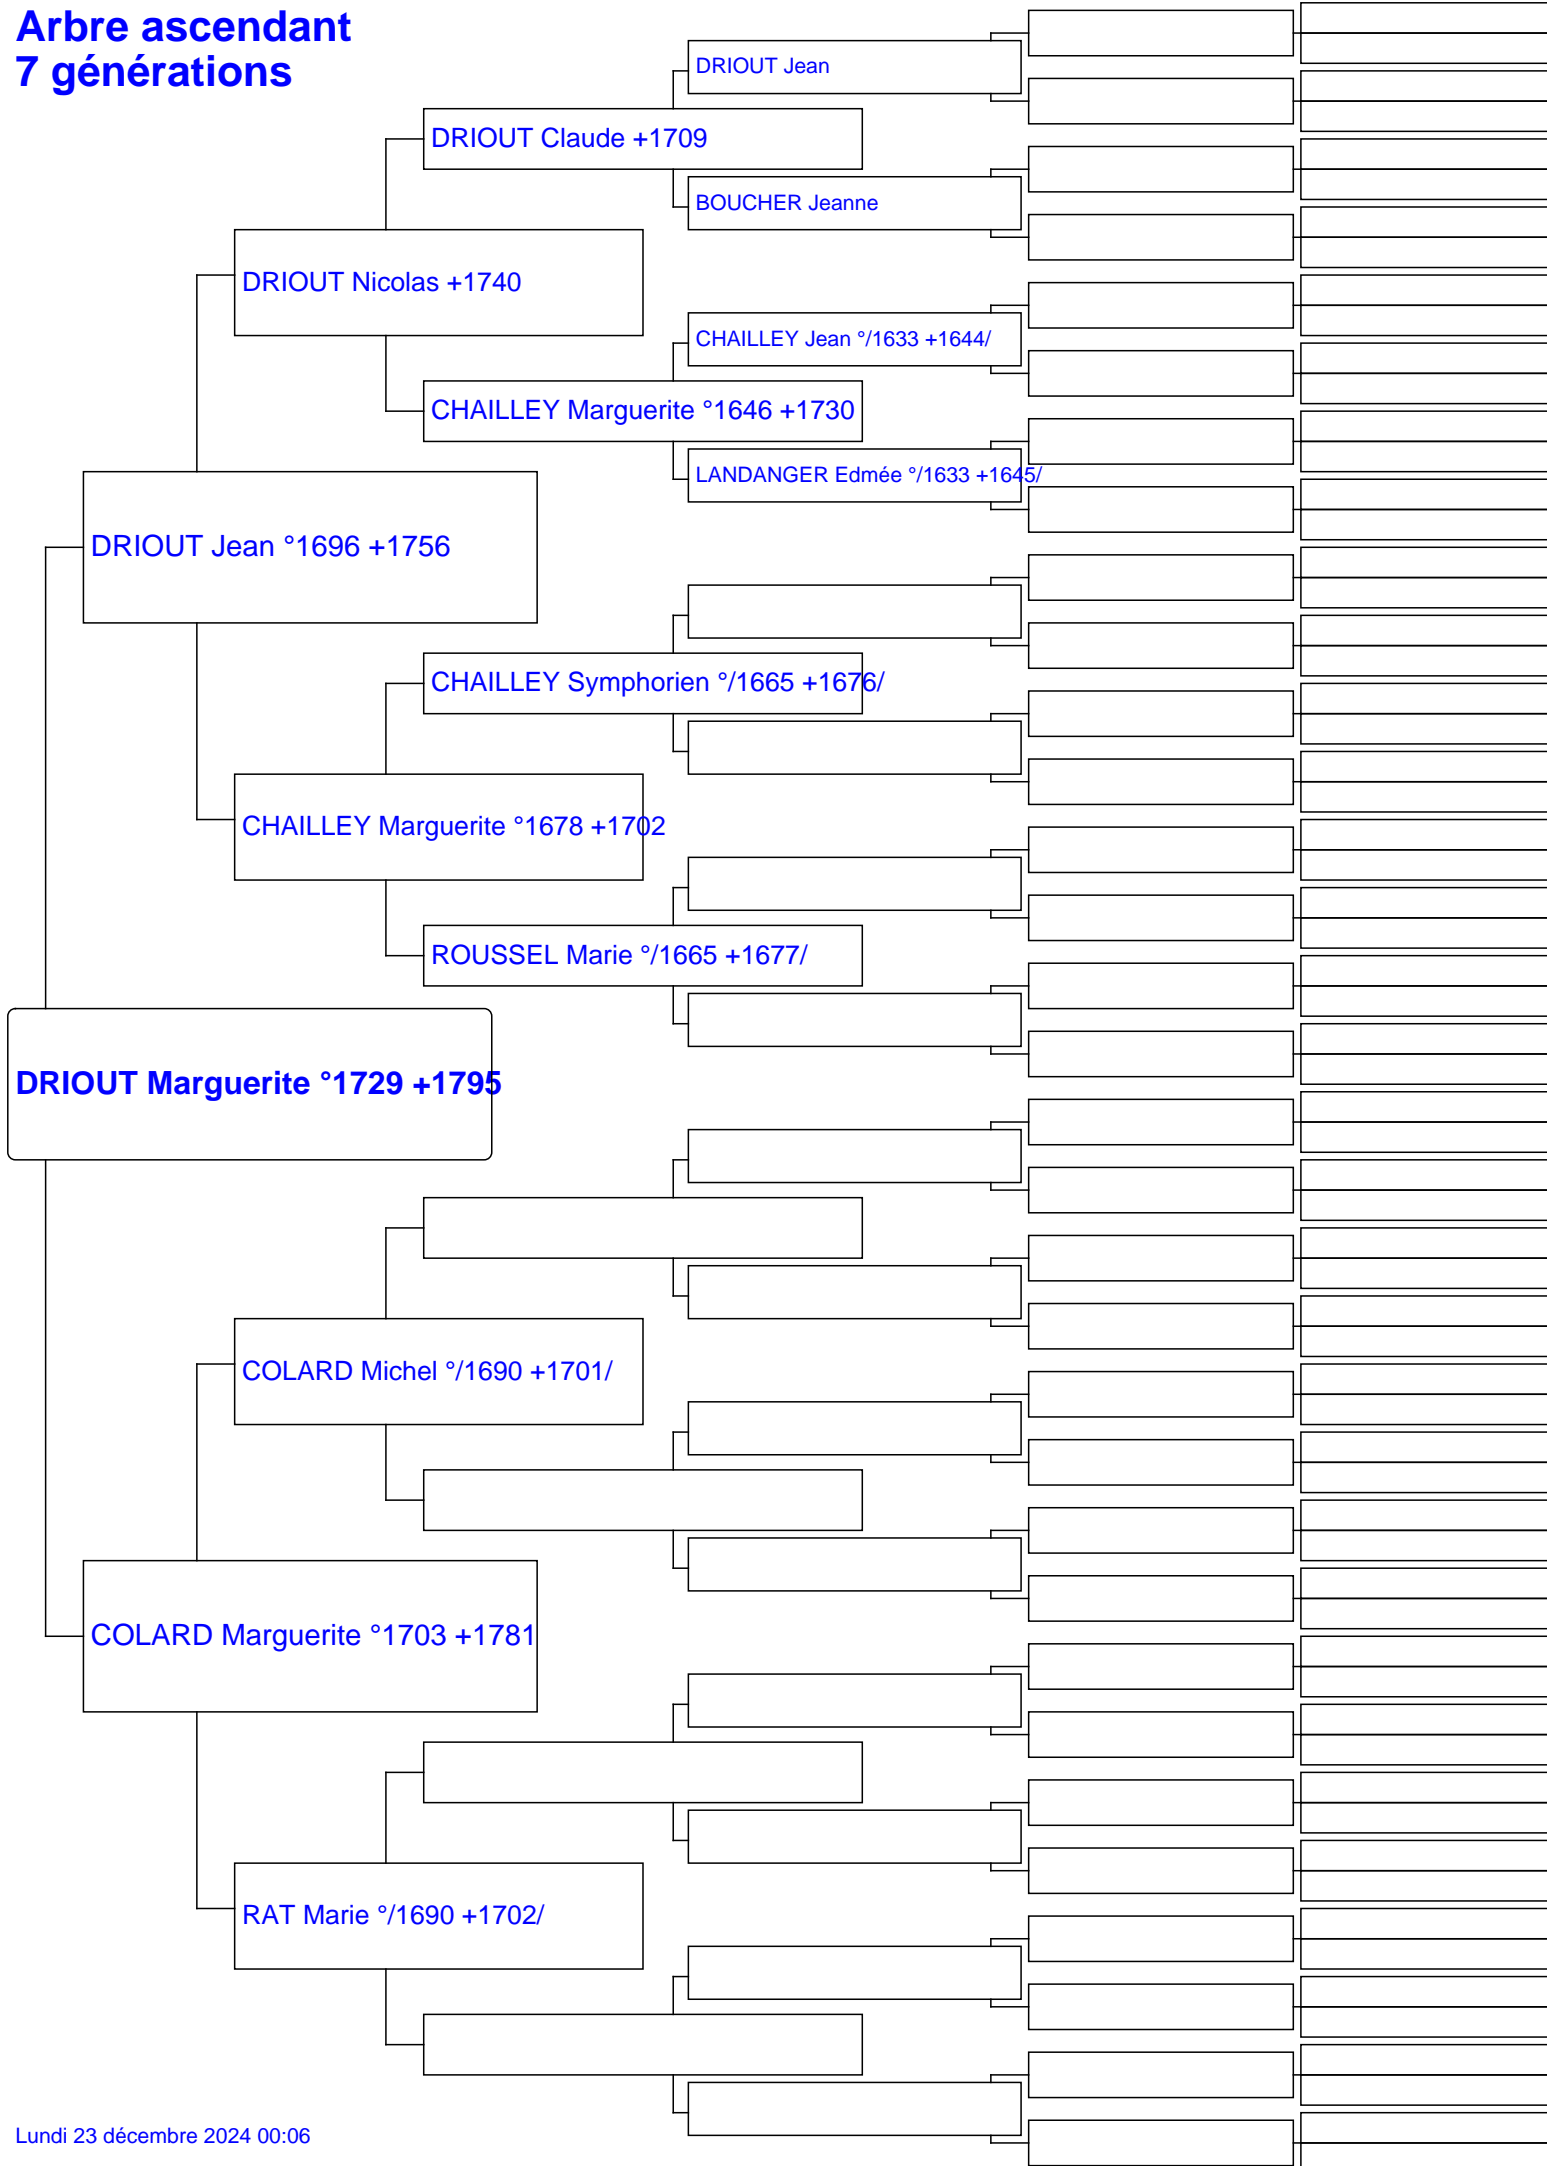 Arbre ascendant
7 générations
DRIOUT Jean
DRIOUT Claude +1709
BOUCHER Jeanne
DRIOUT Nicolas +1740
CHAILLEY Jean °/1633 +1644/
CHAILLEY Marguerite °1646 +1730
LANDANGER Edmée °/1633 +1645/
DRIOUT Jean °1696 +1756
CHAILLEY Symphorien °/1665 +1676/
CHAILLEY Marguerite °1678 +1702
ROUSSEL Marie °/1665 +1677/
DRIOUT Marguerite °1729 +1795
COLARD Michel °/1690 +1701/
COLARD Marguerite °1703 +1781
RAT Marie °/1690 +1702/
Lundi 23 décembre 2024 00:06